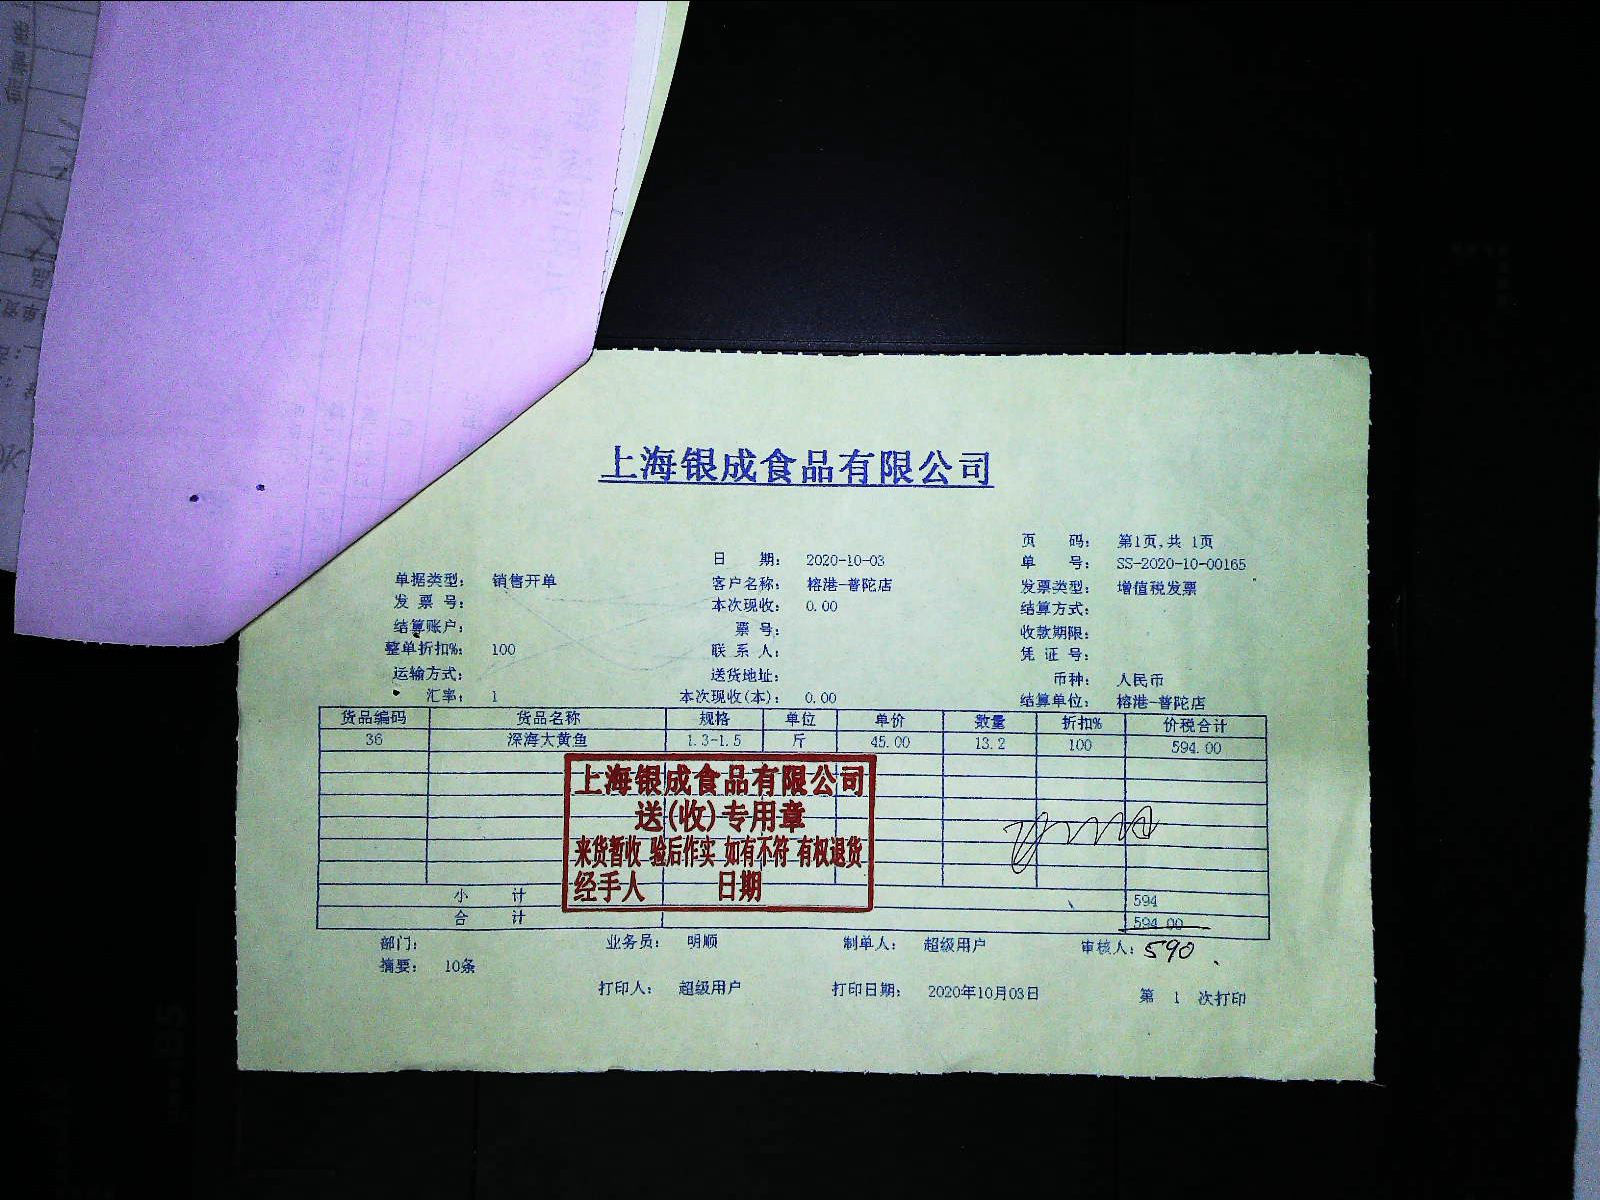 上海银成食品有限公司
页 码： 第1页,共 1页
日 期： 2020-10-03 单 号： SS-2020-10-00165
单据类型： 销售开单 客户名称： 榕港-普陀店 发票类型： 增值税发票
发 票 号： 本次现收： 0.00 结算方式：
结算账户： 票 号： 收款期限：
整单折扣%： 100 联 系 人： 凭 证 号：
运输方式： 送货地址： 币种： 人民币
汇率： 1 本次现收(本)： 0.00 结算单位： 榕港-普陀店
货品编码 货品名称 规格 单位 单价 数量 折扣% 价税合计
36 深海大黄鱼 1.3-1.5 斤 45.00 13.2 100 594.00
上海银成食品有限公司
送(收)专用章
来货暂收 验后作实 如有不符 有权退货
经手人 日期
小 计 594
合 计 594.00
部门： 业务员： 明顺 制单人： 超级用户 审核人： 590
摘要： 10条
打印人： 超级用户 打印日期： 2020年10月03日 第 1 次打印